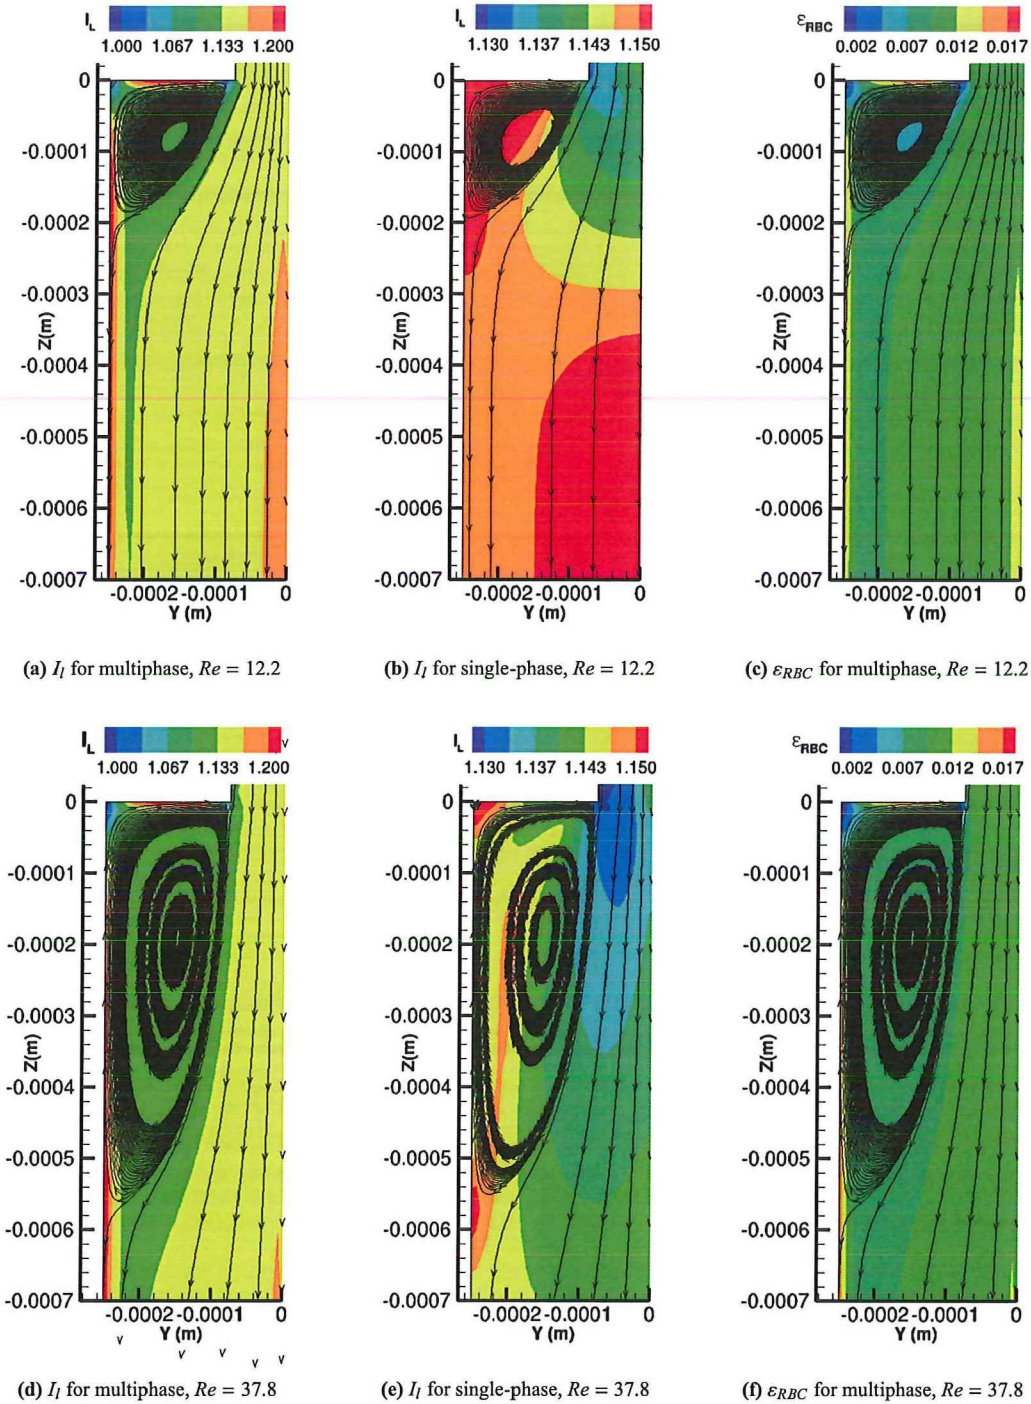 I_L
1.000 1.067 1.133 1.200
0
-0.0001
-0.0002
-0.0003
-0.0004
-0.0005
-0.0006
-0.0007
Z(m)
-0.0002 -0.0001 0
Y (m)
(a) I_l for multiphase, Re = 12.2
I_L
1.130 1.137 1.143 1.150
0
-0.0001
-0.0002
-0.0003
-0.0004
-0.0005
-0.0006
-0.0007
Z(m)
-0.0002 -0.0001 0
Y (m)
(b) I_l for single-phase, Re = 12.2
ε_RBC
0.002 0.007 0.012 0.017
0
-0.0001
-0.0002
-0.0003
-0.0004
-0.0005
-0.0006
-0.0007
Z(m)
-0.0002 -0.0001 0
Y (m)
(c) ε_RBC for multiphase, Re = 12.2
I_L
1.000 1.067 1.133 1.200
0
-0.0001
-0.0002
-0.0003
-0.0004
-0.0005
-0.0006
-0.0007
Z(m)
-0.0002 -0.0001 0
Y (m)
(d) I_l for multiphase, Re = 37.8
I_L
1.130 1.137 1.143 1.150
0
-0.0001
-0.0002
-0.0003
-0.0004
-0.0005
-0.0006
-0.0007
Z(m)
-0.0002 -0.0001 0
Y (m)
(e) I_l for single-phase, Re = 37.8
ε_RBC
0.002 0.007 0.012 0.017
0
-0.0001
-0.0002
-0.0003
-0.0004
-0.0005
-0.0006
-0.0007
Z(m)
-0.0002 -0.0001 0
Y (m)
(f) ε_RBC for multiphase, Re = 37.8